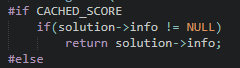 #if CACHED_SCORE
if(solution->info != NULL)
return solution->info;
#else